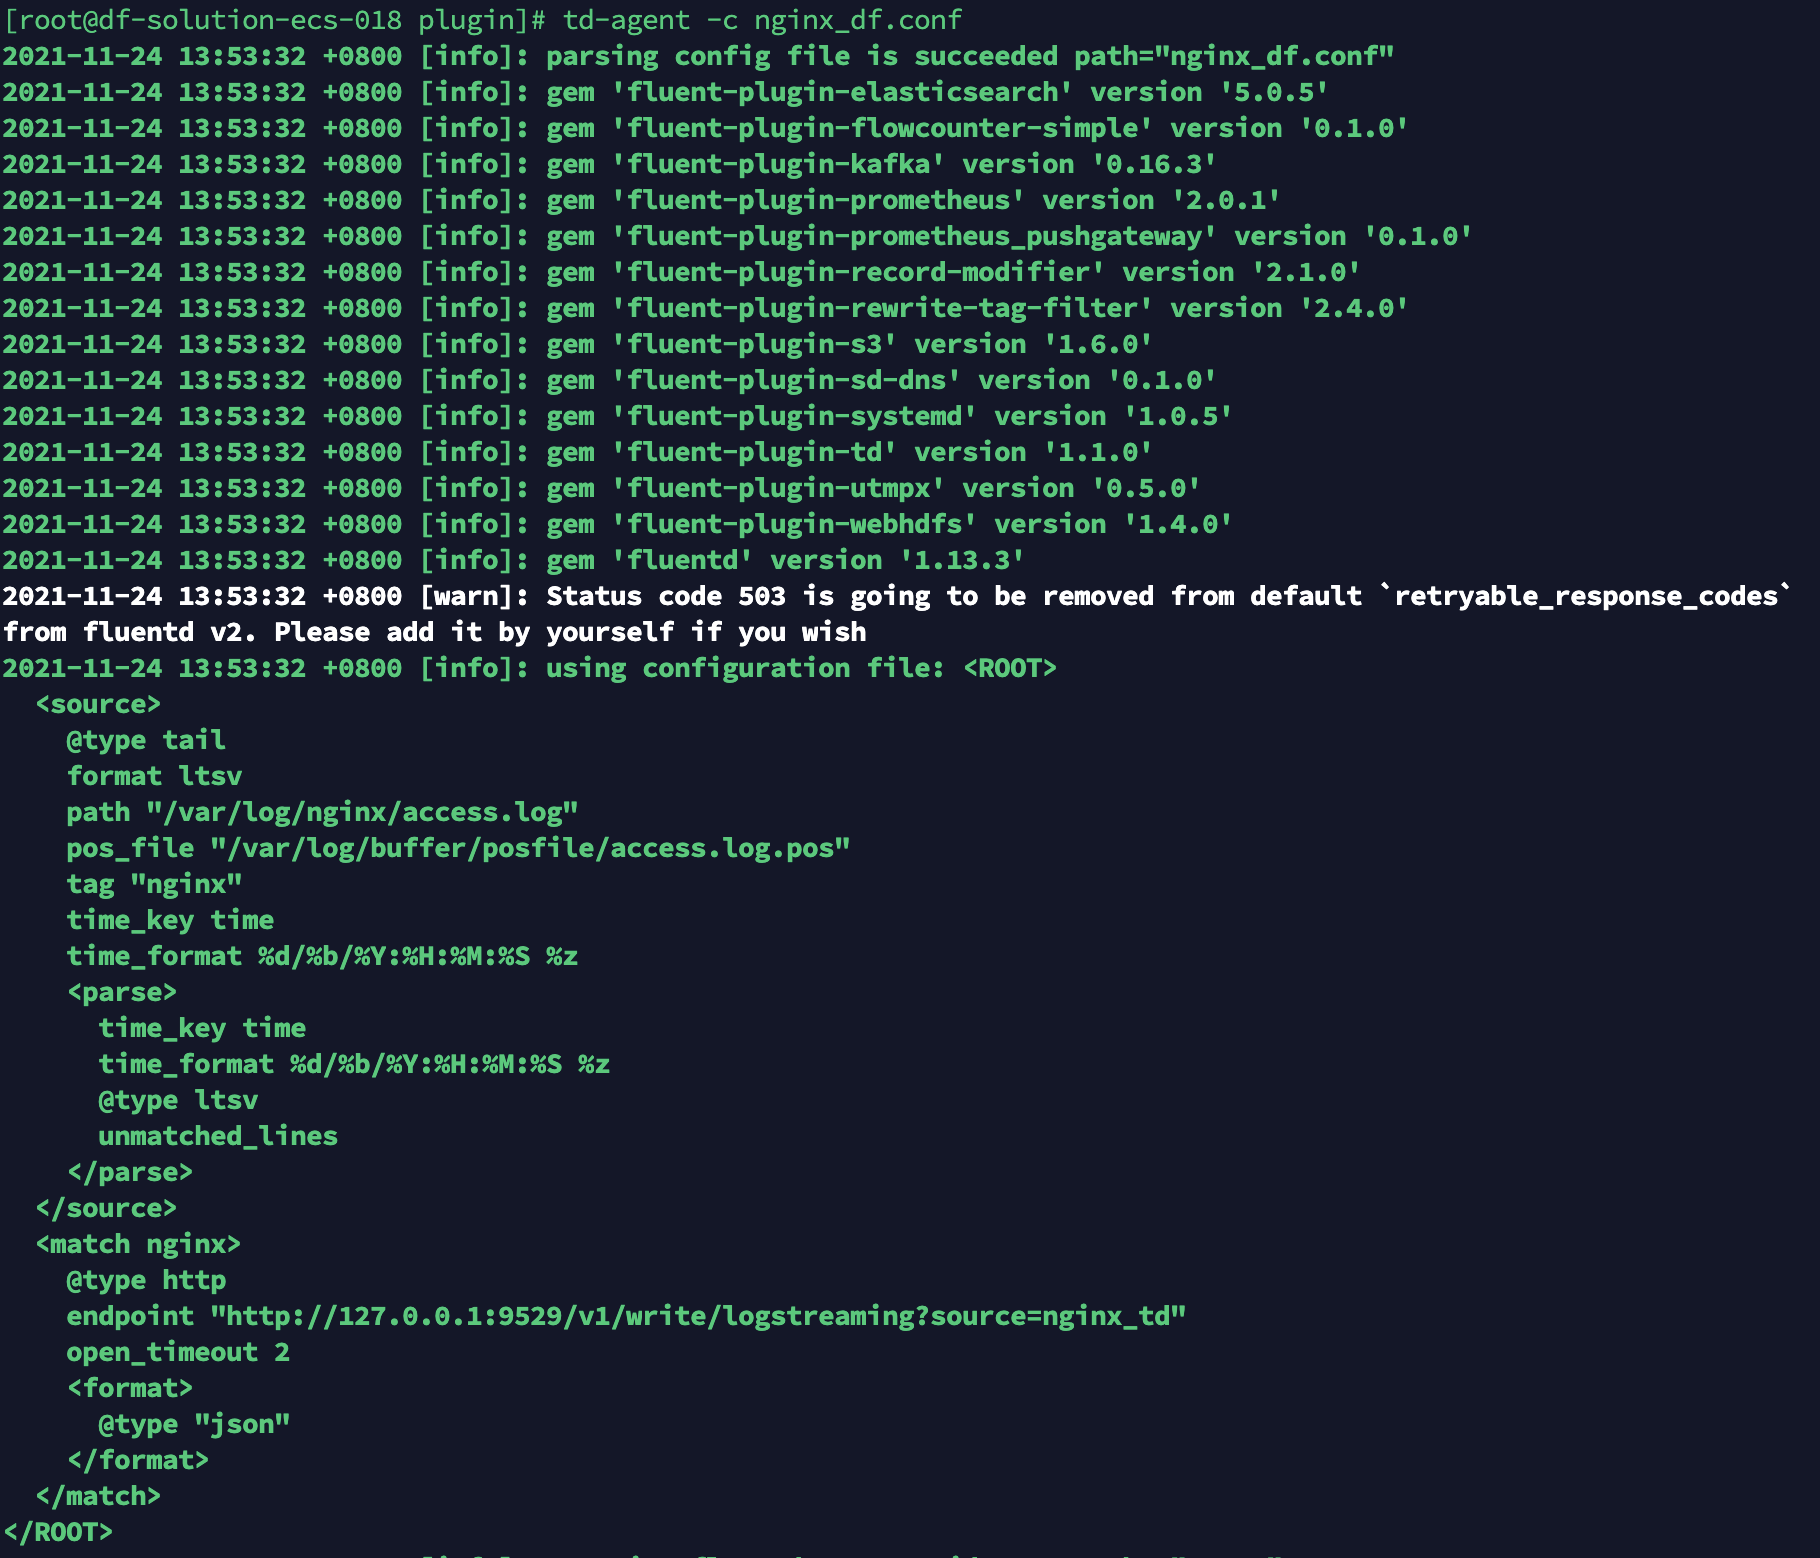 [root@df-solution-ecs-018 plugin]# td-agent -c nginx_df.conf
2021-11-24 13:53:32 +0800 [info]: parsing config file is succeeded path="nginx_df.conf"
2021-11-24 13:53:32 +0800 [info]: gem 'fluent-plugin-elasticsearch' version '5.0.5'
2021-11-24 13:53:32 +0800 [info]: gem 'fluent-plugin-flowcounter-simple' version '0.1.0'
2021-11-24 13:53:32 +0800 [info]: gem 'fluent-plugin-kafka' version '0.16.3'
2021-11-24 13:53:32 +0800 [info]: gem 'fluent-plugin-prometheus' version '2.0.1'
2021-11-24 13:53:32 +0800 [info]: gem 'fluent-plugin-prometheus_pushgateway' version '0.1.0'
2021-11-24 13:53:32 +0800 [info]: gem 'fluent-plugin-record-modifier' version '2.1.0'
2021-11-24 13:53:32 +0800 [info]: gem 'fluent-plugin-rewrite-tag-filter' version '2.4.0'
2021-11-24 13:53:32 +0800 [info]: gem 'fluent-plugin-s3' version '1.6.0'
2021-11-24 13:53:32 +0800 [info]: gem 'fluent-plugin-sd-dns' version '0.1.0'
2021-11-24 13:53:32 +0800 [info]: gem 'fluent-plugin-systemd' version '1.0.5'
2021-11-24 13:53:32 +0800 [info]: gem 'fluent-plugin-td' version '1.1.0'
2021-11-24 13:53:32 +0800 [info]: gem 'fluent-plugin-utmpx' version '0.5.0'
2021-11-24 13:53:32 +0800 [info]: gem 'fluent-plugin-webhdfs' version '1.4.0'
2021-11-24 13:53:32 +0800 [info]: gem 'fluentd' version '1.13.3'
2021-11-24 13:53:32 +0800 [warn]: Status code 503 is going to be removed from default `retryable_response_codes`
from fluentd v2. Please add it by yourself if you wish
2021-11-24 13:53:32 +0800 [info]: using configuration file: <ROOT>
  <source>
    @type tail
    format ltsv
    path "/var/log/nginx/access.log"
    pos_file "/var/log/buffer/posfile/access.log.pos"
    tag "nginx"
    time_key time
    time_format %d/%b/%Y:%H:%M:%S %z
    <parse>
      time_key time
      time_format %d/%b/%Y:%H:%M:%S %z
      @type ltsv
      unmatched_lines
    </parse>
  </source>
  <match nginx>
    @type http
    endpoint "http://127.0.0.1:9529/v1/write/logstreaming?source=nginx_td"
    open_timeout 2
    <format>
      @type "json"
    </format>
  </match>
</ROOT>